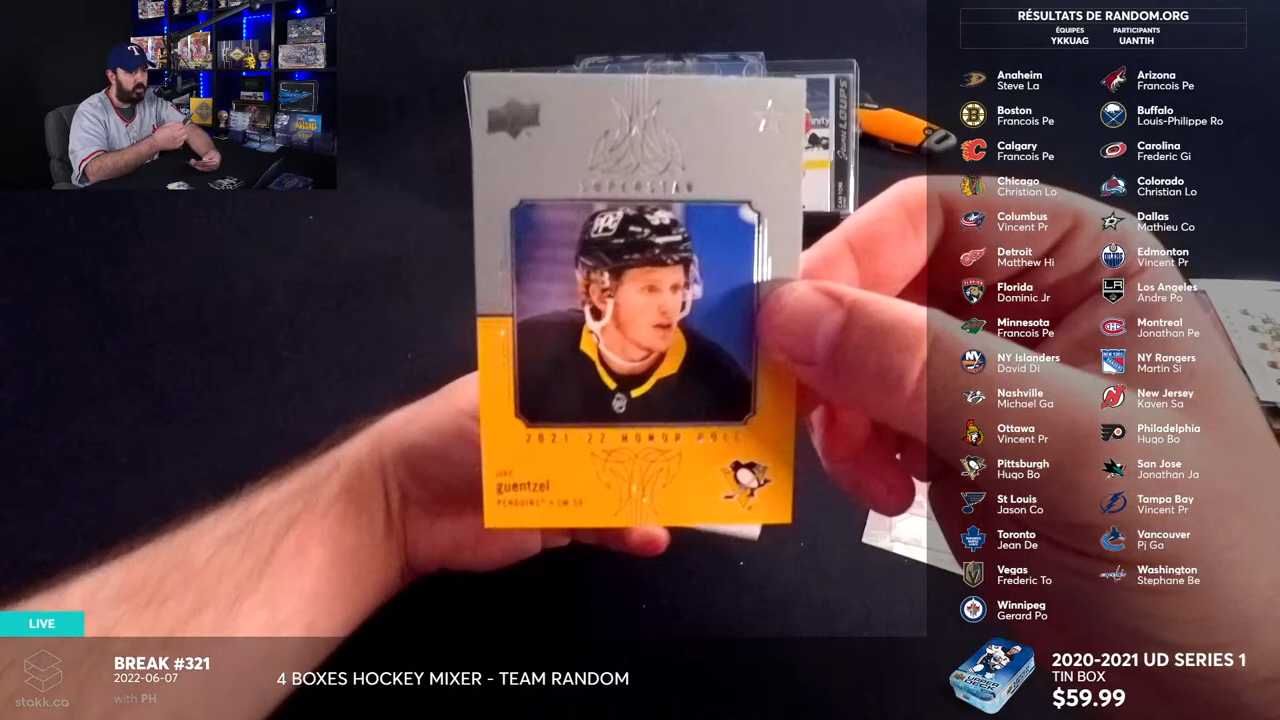 RÉSULTATS DE RANDOM.ORG
ÉQUIPES
YKKUAG
PARTICIPANTS
UANTIH
Anaheim
Steve La
Arizona
Francois Pe
Boston
Francois Pe
Buffalo
Louis-Philippe Ro
Calgary
Francois Pe
Carolina
Frederic Gi
Chicago
Christian Lo
Colorado
Christian Lo
Columbus
Vincent Pr
Dallas
Mathieu Co
Detroit
Matthew Hi
Edmonton
Vincent Pr
Florida
Dominic Jr
Los Angeles
Andre Po
Minnesota
Francois Pe
Montreal
Jonathan Pe
NY Islanders
David Di
NY Rangers
Martin Si
Nashville
Michael Ga
New Jersey
Kaven Sa
Ottawa
Vincent Pr
Philadelphia
Hugo Bo
Pittsburgh
Hugo Bo
San Jose
Jonathan Ja
St Louis
Jason Co
Tampa Bay
Vincent Pr
Toronto
Jean De
Vancouver
Pj Ga
Vegas
Frederic To
Washington
Stephane Be
Winnipeg
Gerard Po
SUPERSTAR
2021-22 HONOR ROLL
jake
guentzel
PENGUINS • LW 59
LIVE
stakk.ca
BREAK #321
2022-06-07
with PH
4 BOXES HOCKEY MIXER - TEAM RANDOM
2020-2021 UD SERIES 1
TIN BOX
$59.99